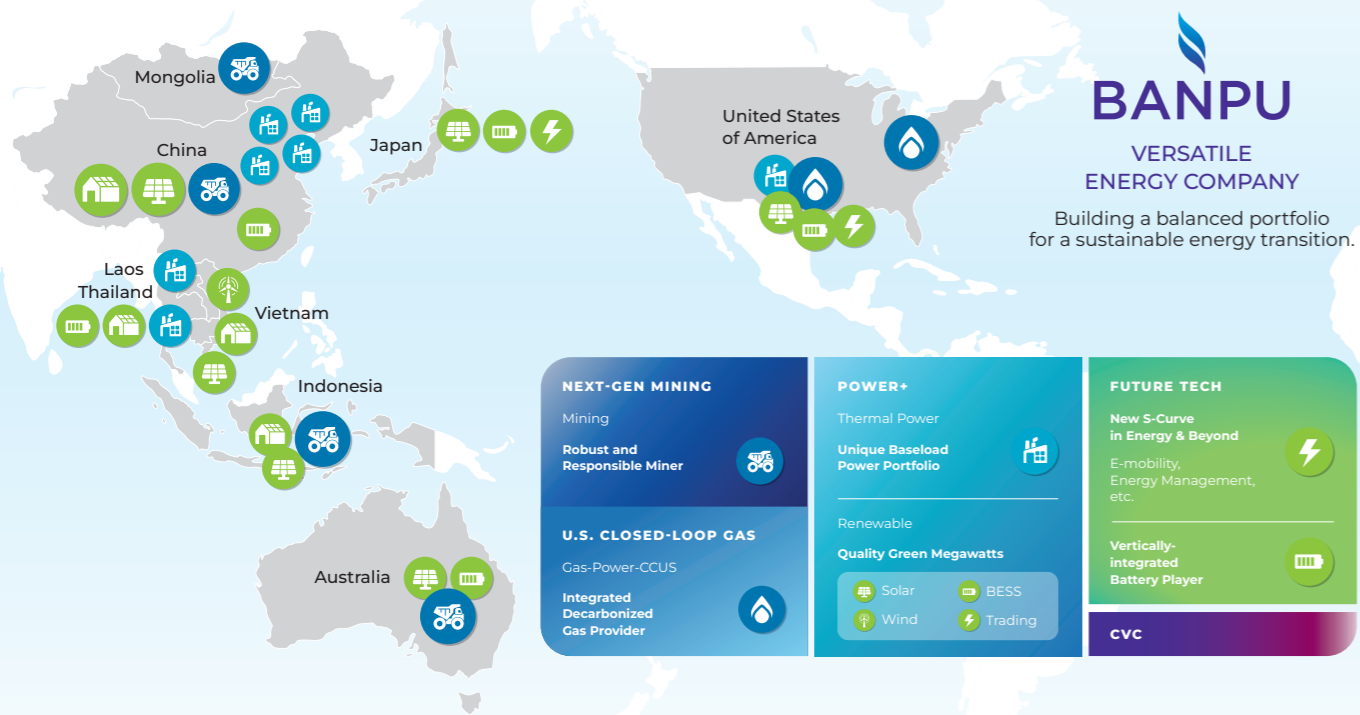 Mongolia
China
Japan
Laos
Thailand
Vietnam
Indonesia
Australia
United States
of America
BANPU
VERSATILE
ENERGY COMPANY
Building a balanced portfolio
for a sustainable energy transition.
NEXT-GEN MINING
Mining
Robust and
Responsible Miner
U.S. CLOSED-LOOP GAS
Gas-Power-CCUS
Integrated
Decarbonized
Gas Provider
POWER+
Thermal Power
Unique Baseload
Power Portfolio
Renewable
Quality Green Megawatts
Solar
BESS
Wind
Trading
FUTURE TECH
New S-Curve
in Energy & Beyond
E-mobility,
Energy Management,
etc.
Vertically-
integrated
Battery Player
CVC